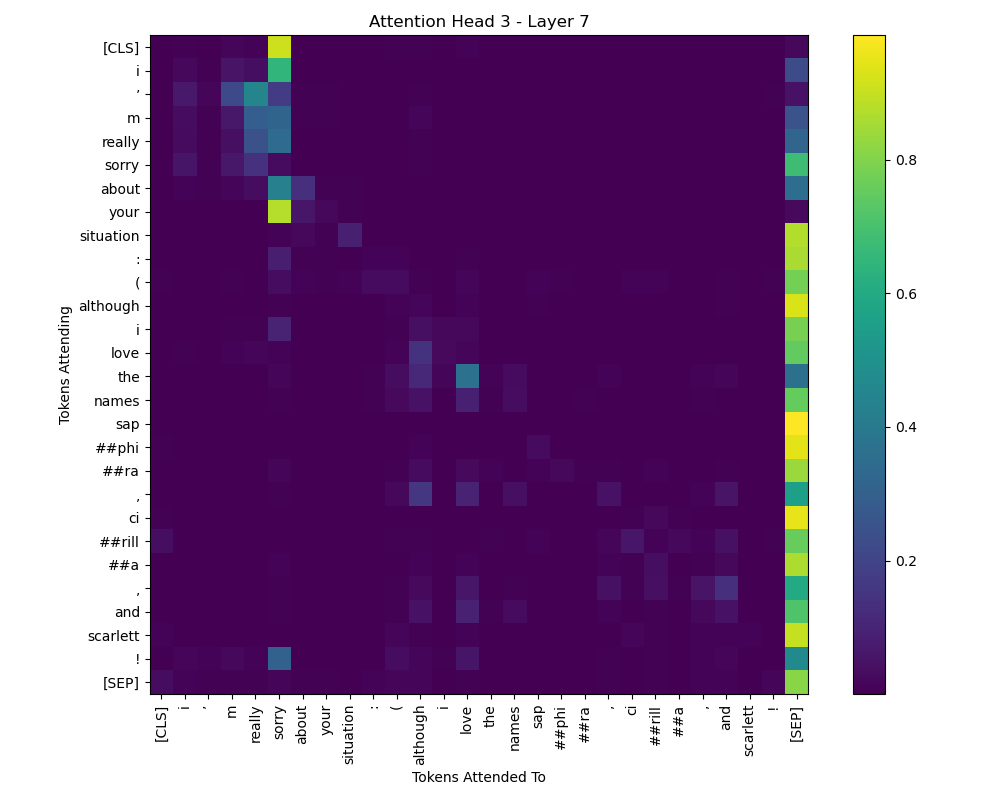 Attention Head 3 - Layer 7
[CLS]
i
’
m
really
sorry
about
your
situation
:
(
although
i
love
the
names
sap
##phi
##ra
,
ci
##rill
##a
,
and
scarlett
!
[SEP]
Tokens Attending
[CLS]
i
’
m
really
sorry
about
your
situation
:
(
although
i
love
the
names
sap
##phi
##ra
,
ci
##rill
##a
,
and
scarlett
!
[SEP]
Tokens Attended To
0.8
0.6
0.4
0.2